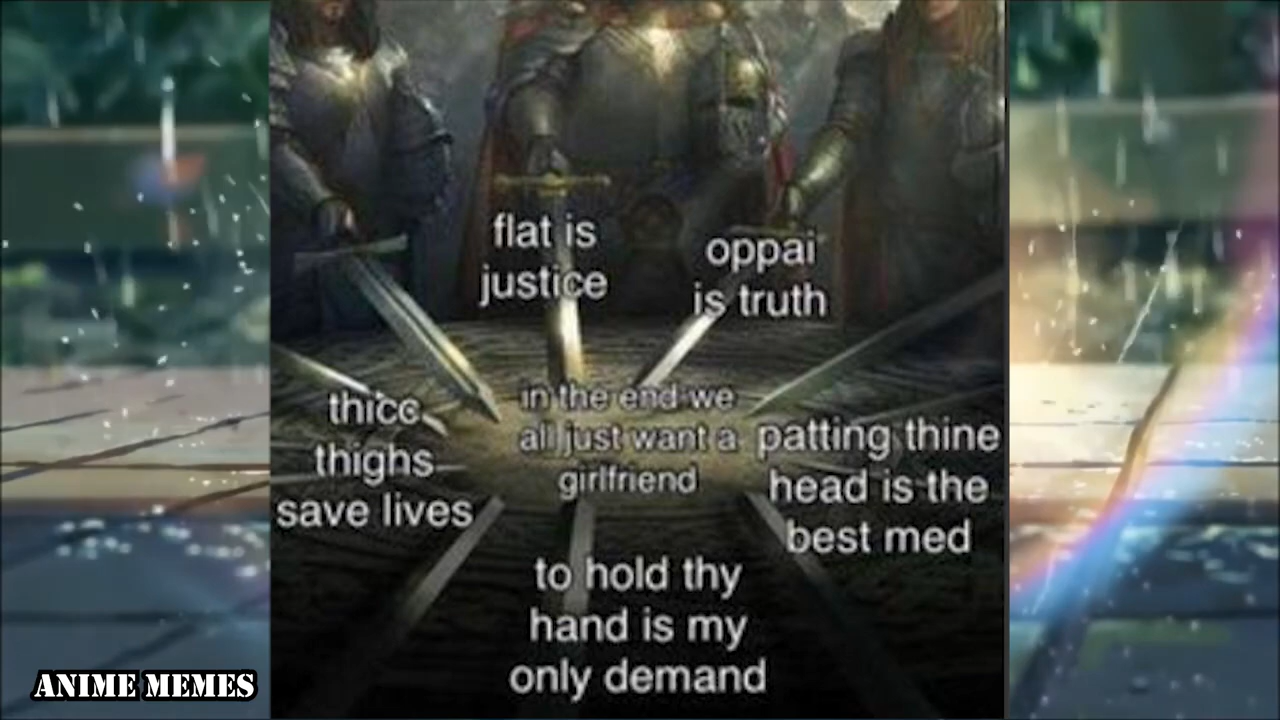 flat is
justice
oppai
is truth
thicc
thighs
save lives
in the end we
all just want a
girlfriend
patting thine
head is the
best med
to hold thy
hand is my
only demand
ANIME MEMES